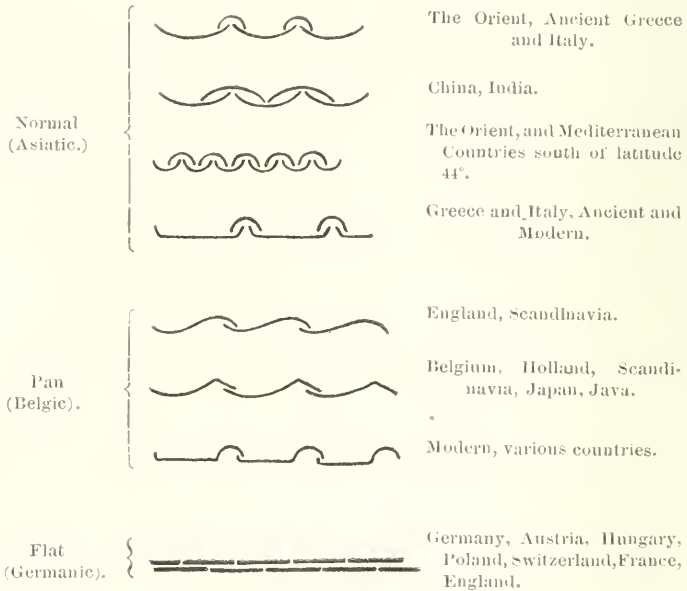 The Orient, Ancient Greece
and Italy.
China, India.
Normal
(Asiatic.)
The Orient, and Mediterranean
Countries south of latitude
44°.
Greece and Italy, Ancient and
Modern.
England, Scandinavia.
Pan
(Belgic).
Belgium, Holland, Scandi-
navia, Japan, Java.
Modern, various countries.
Flat
(Germanic).
Germany, Austria, Hungary,
Poland, Switzerland, France,
England.